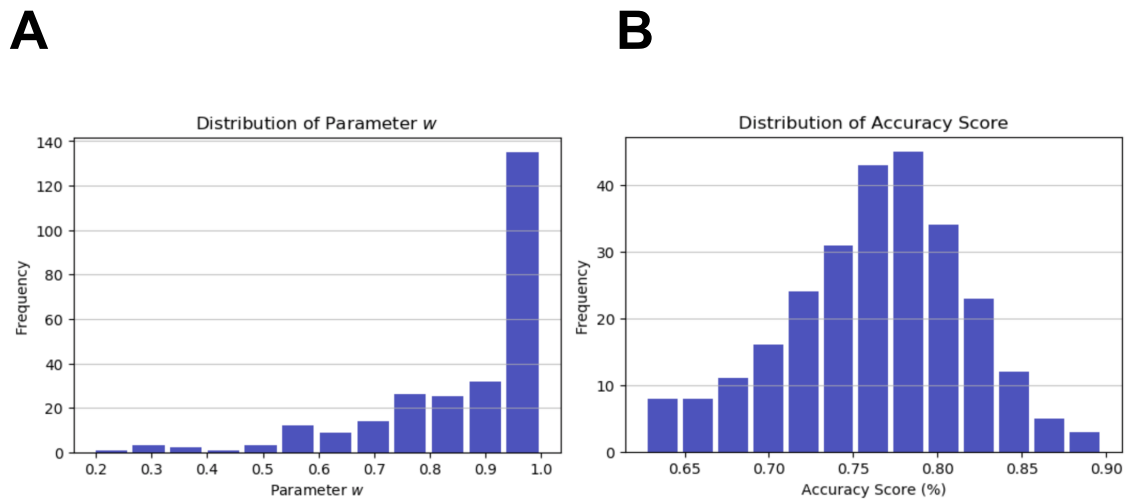 A
B
Distribution of Parameter w
140
120
100
80
60
40
20
0
Frequency
0.2 0.3 0.4 0.5 0.6 0.7 0.8 0.9 1.0
Parameter w
Distribution of Accuracy Score
40
30
20
10
0
Frequency
0.65 0.70 0.75 0.80 0.85 0.90
Accuracy Score (%)